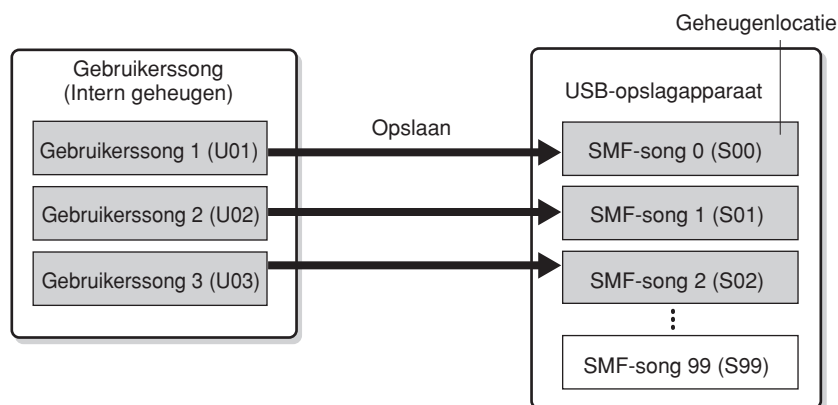 Geheugenlocatie
Gebruikerssong
(Intern geheugen)
Gebruikerssong 1 (U01)
Gebruikerssong 2 (U02)
Gebruikerssong 3 (U03)
Opslaan
USB-opslagapparaat
SMF-song 0 (S00)
SMF-song 1 (S01)
SMF-song 2 (S02)
SMF-song 99 (S99)